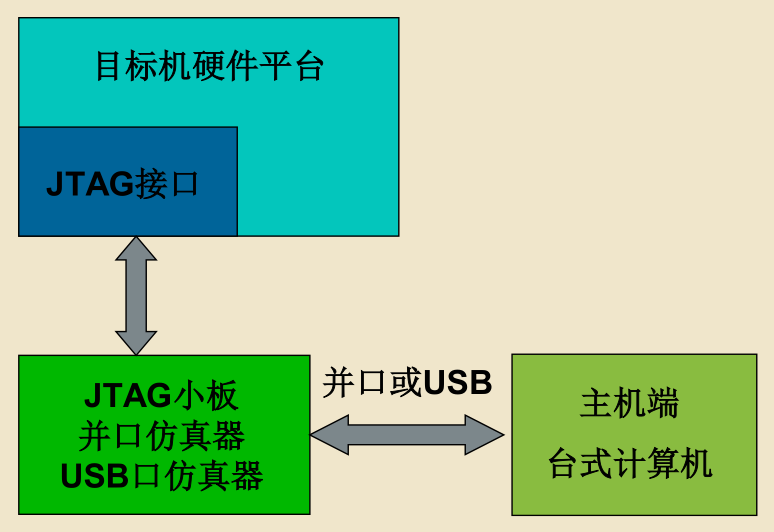 目标机硬件平台
JTAG接口
JTAG小板
并口仿真器
USB口仿真器
并口或USB
主机端
台式计算机